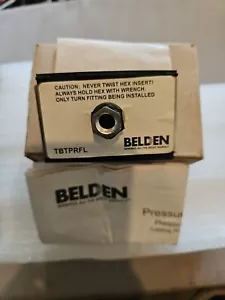 CAUTION: NEVER TWIST HEX INSERT!
ALWAYS HOLD HEX WITH WRENCH.
ONLY TURN FITTING BEING INSTALLED
TBTPRFL
BELDEN
BELDEN
Pressu